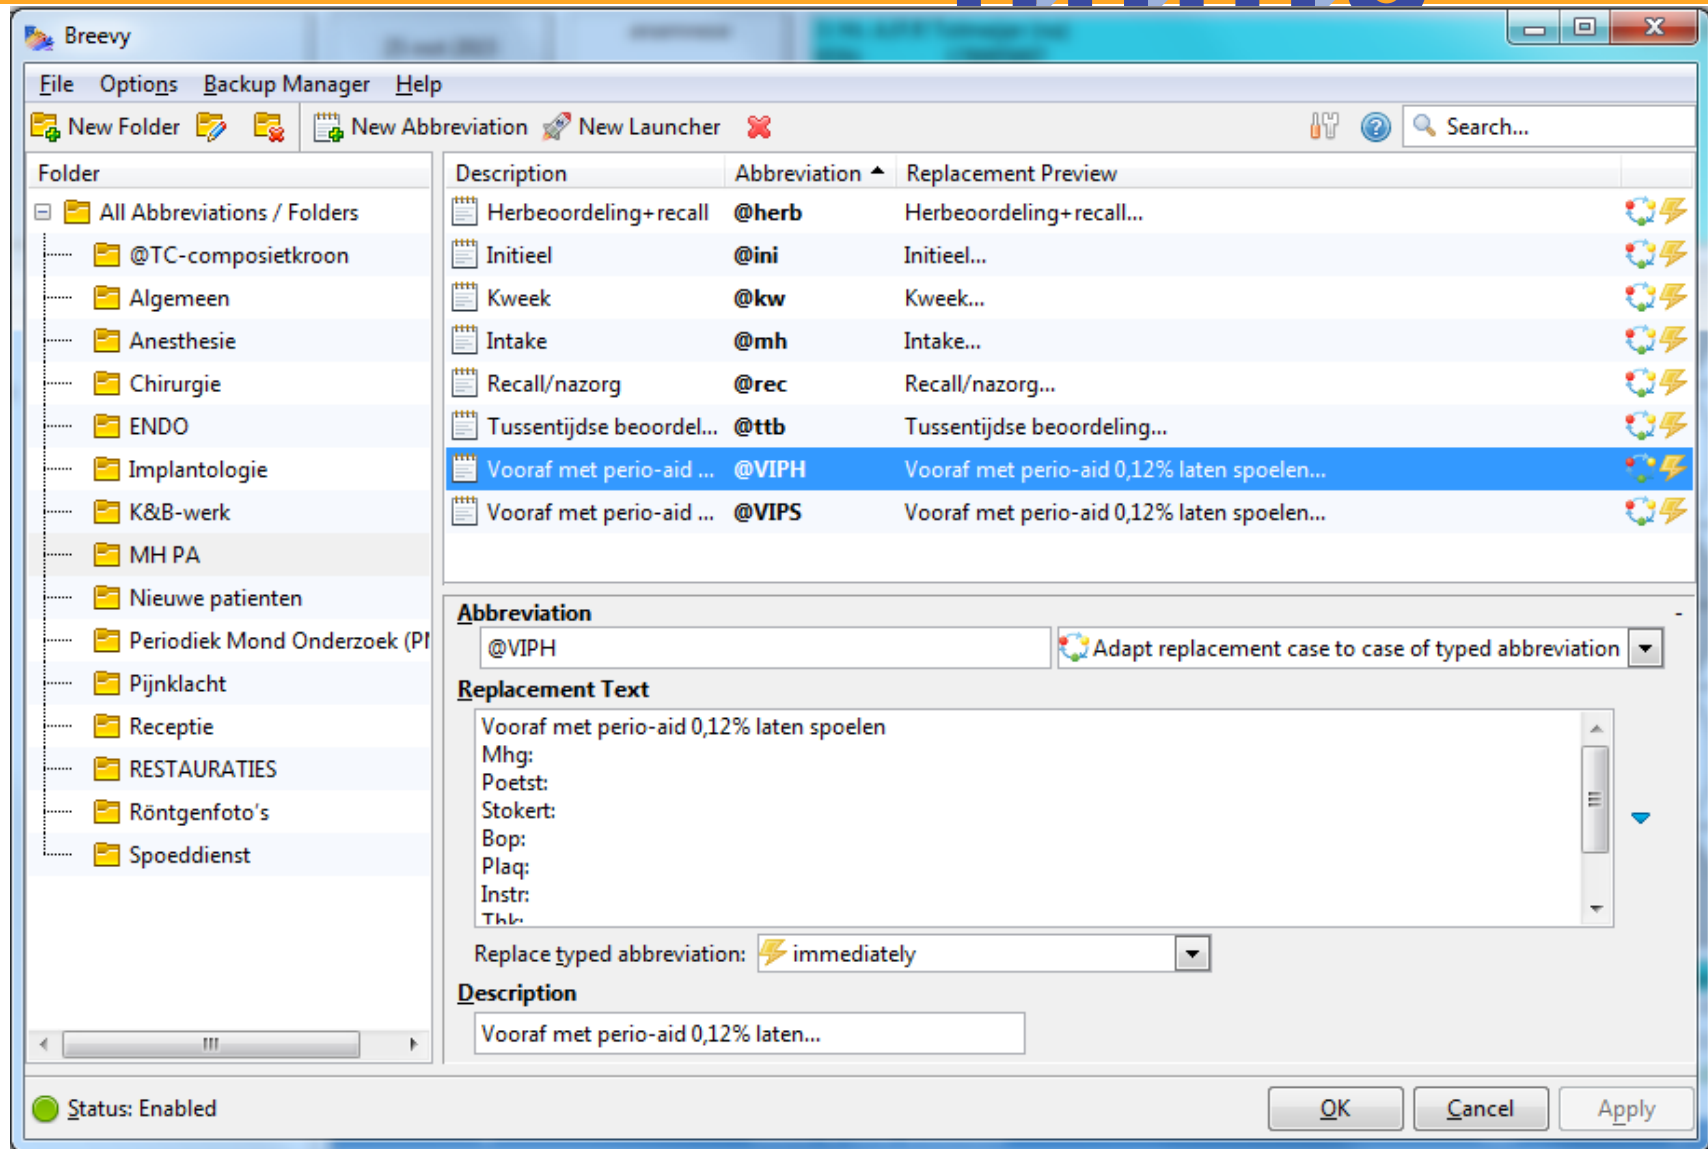 Breevy
File Options Backup Manager Help
New Folder New Abbreviation New Launcher Search...
Folder
All Abbreviations / Folders
@TC-composietkroon
Algemeen
Anesthesie
Chirurgie
ENDO
Implantologie
K&B-werk
MH PA
Nieuwe patienten
Periodiek Mond Onderzoek (PM
Pijnklacht
Receptie
RESTAURATIES
Röntgenfoto's
Spoeddienst
Description Abbreviation Replacement Preview
Herbeoordeling+recall @herb Herbeoordeling+recall...
Initieel @ini Initieel...
Kweek @kw Kweek...
Intake @mh Intake...
Recall/nazorg @rec Recall/nazorg...
Tussentijdse beoordel... @ttb Tussentijdse beoordeling...
Vooraf met perio-aid ... @VIPH Vooraf met perio-aid 0,12% laten spoelen...
Vooraf met perio-aid ... @VIPS Vooraf met perio-aid 0,12% laten spoelen...
Abbreviation -
@VIPH Adapt replacement case to case of typed abbreviation
Replacement Text
Vooraf met perio-aid 0,12% laten spoelen
Mhg:
Poetst:
Stokert:
Bop:
Plaq:
Instr:
Thk:
Replace typed abbreviation: immediately
Description
Vooraf met perio-aid 0,12% laten...
Status: Enabled
OK Cancel Apply